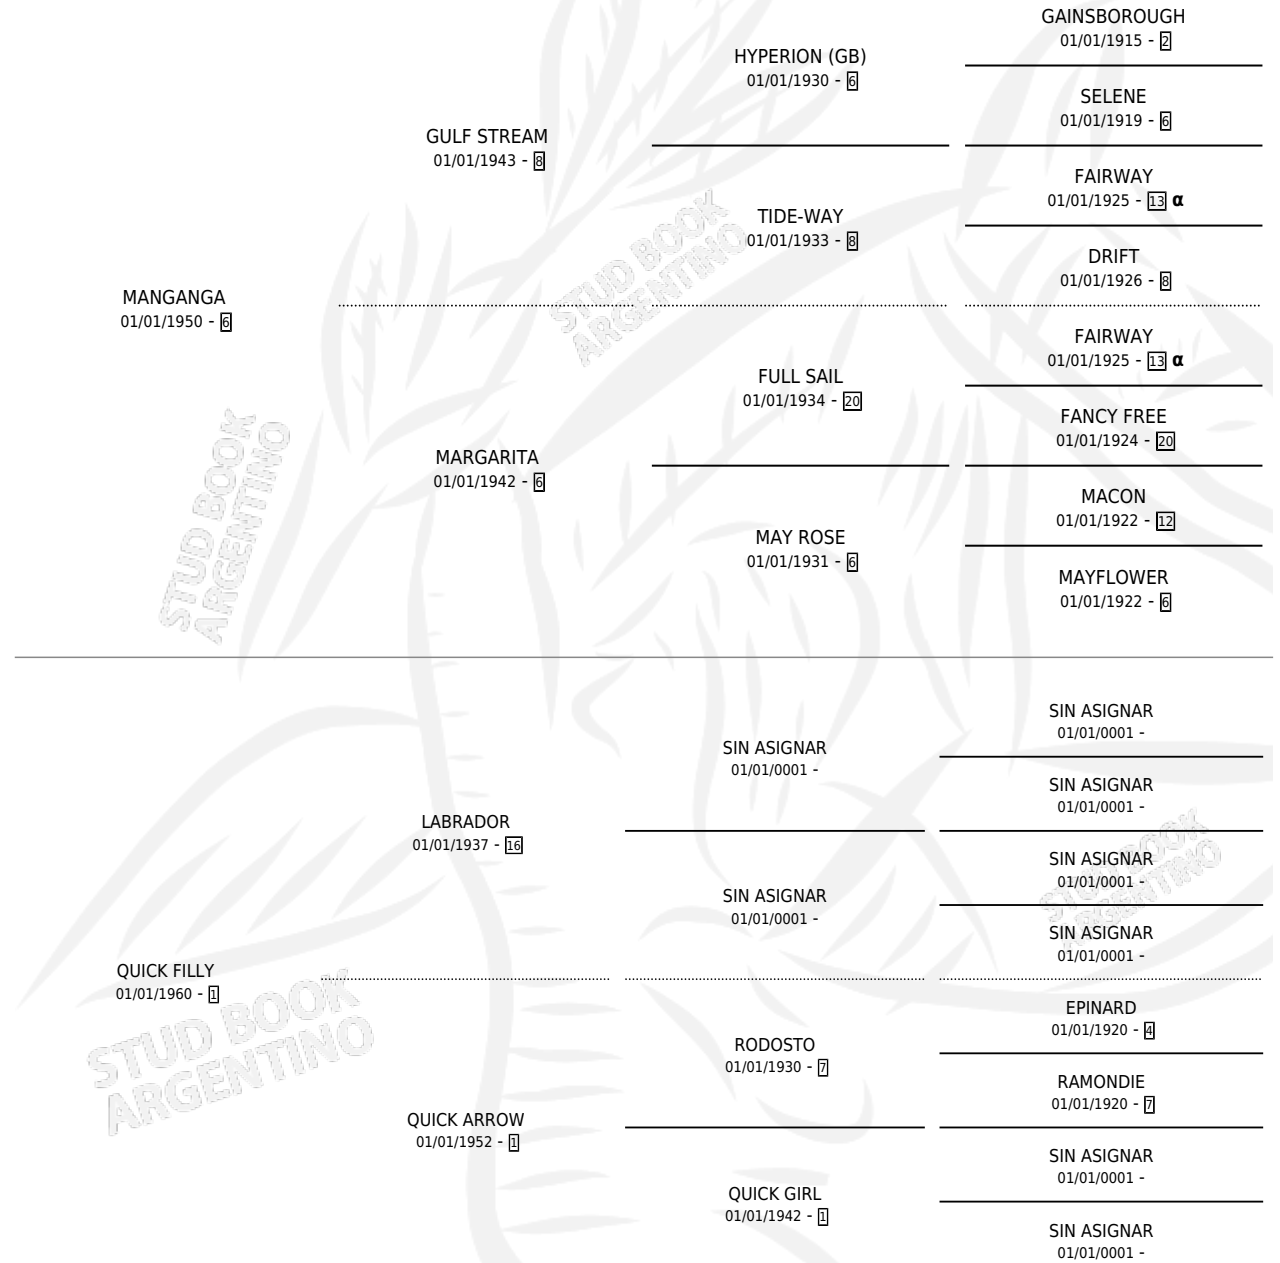 GAINSBOROUGH
01/01/1915 - 2
HYPERION (GB)
01/01/1930 - 6
SELENE
01/01/1919 - 6
GULF STREAM
01/01/1943 - 8
FAIRWAY
01/01/1925 - 13 α
TIDE-WAY
01/01/1933 - 8
DRIFT
01/01/1926 - 8
MANGANGA
01/01/1950 - 6
FAIRWAY
01/01/1925 - 13 α
FULL SAIL
01/01/1934 - 20
FANCY FREE
01/01/1924 - 20
MARGARITA
01/01/1942 - 6
MACON
01/01/1922 - 12
MAY ROSE
01/01/1931 - 6
MAYFLOWER
01/01/1922 - 6
STUD BOOK
ARGENTINO
STUD BOOK
ARGENTINO
SIN ASIGNAR
01/01/0001 -
SIN ASIGNAR
01/01/0001 -
SIN ASIGNAR
01/01/0001 -
LABRADOR
01/01/1937 - 16
SIN ASIGNAR
01/01/0001 -
SIN ASIGNAR
01/01/0001 -
SIN ASIGNAR
01/01/0001 -
QUICK FILLY
01/01/1960 - 1
EPINARD
01/01/1920 - 4
RODOSTO
01/01/1930 - 7
RAMONDIE
01/01/1920 - 7
QUICK ARROW
01/01/1952 - 1
SIN ASIGNAR
01/01/0001 -
QUICK GIRL
01/01/1942 - 1
SIN ASIGNAR
01/01/0001 -
STUD BOOK
ARGENTINO
STUD BOOK
ARGENTINO